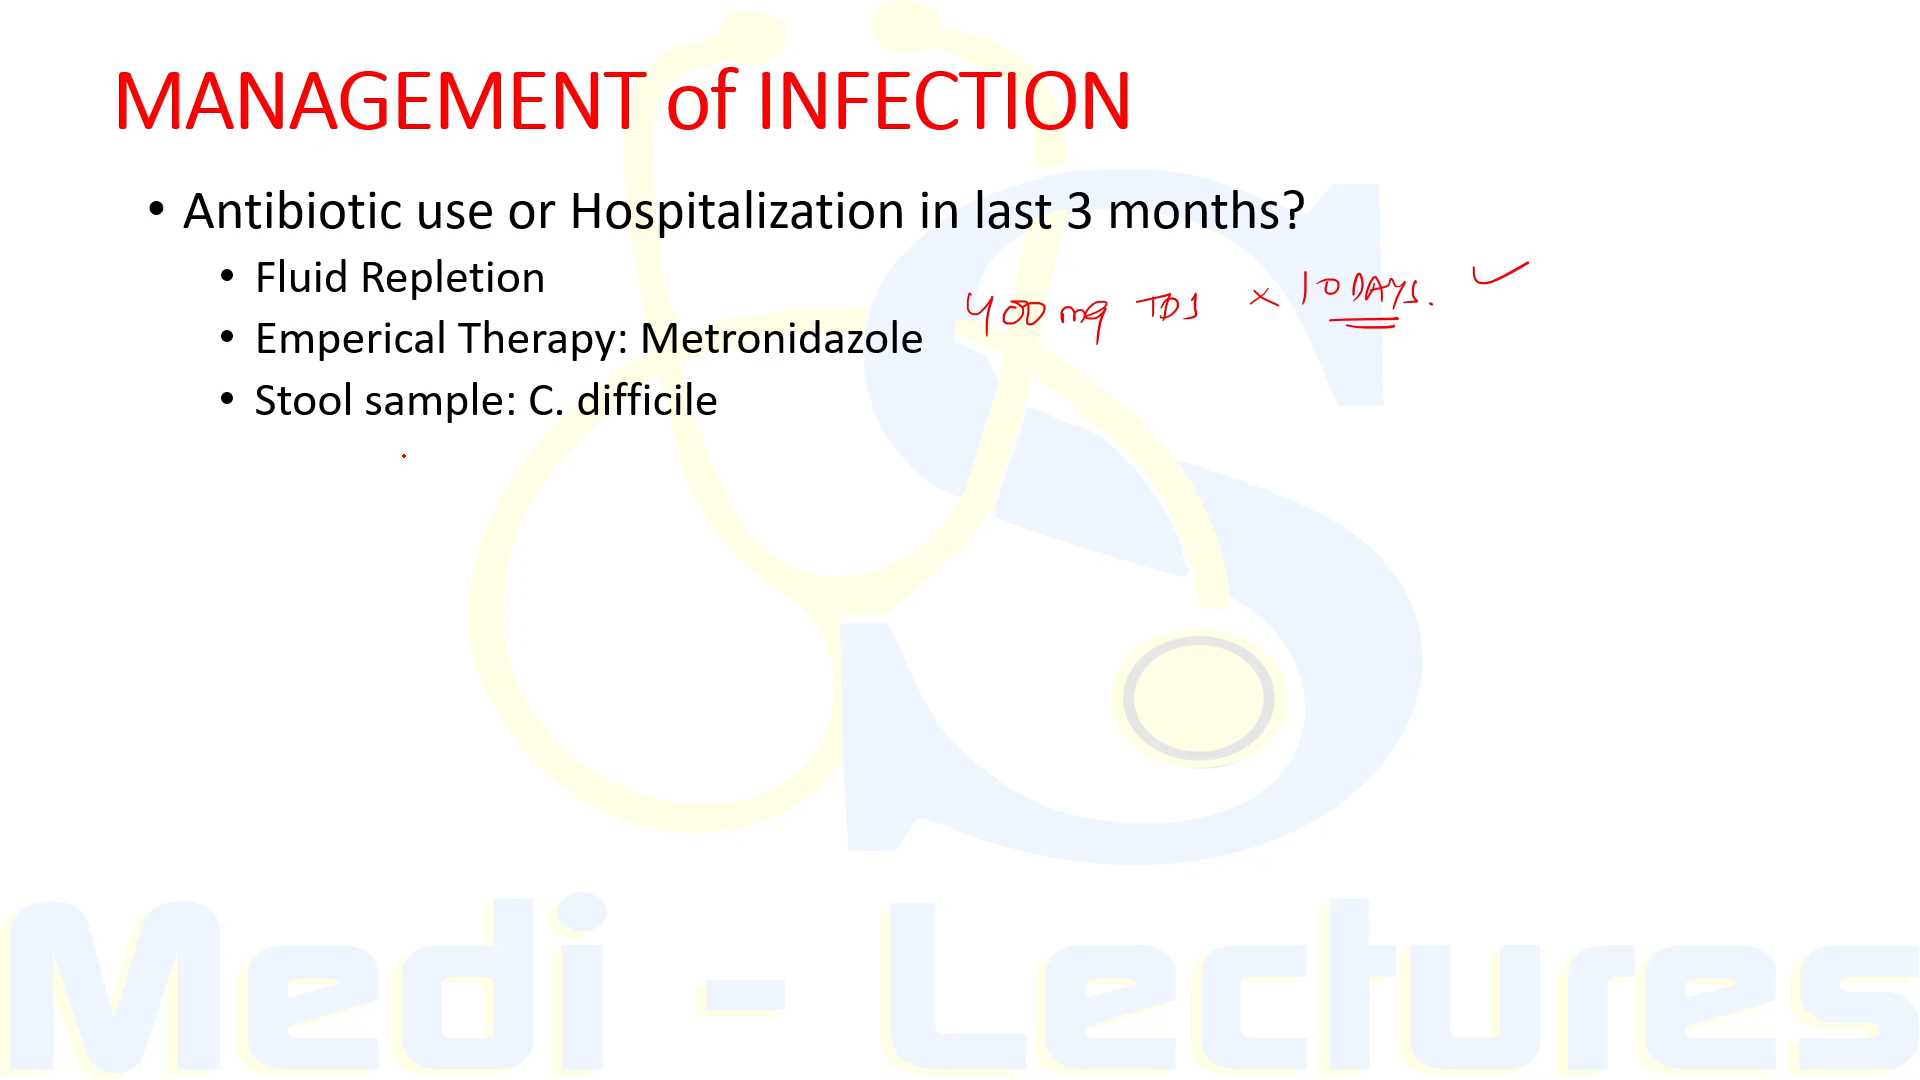 MANAGEMENT of INFECTION
• Antibiotic use or Hospitalization in last 3 months?
• Fluid Repletion
• Emperical Therapy: Metronidazole 400 mg TDS × 10 DAYS. ✓
• Stool sample: C. difficile
Medi - Lectures